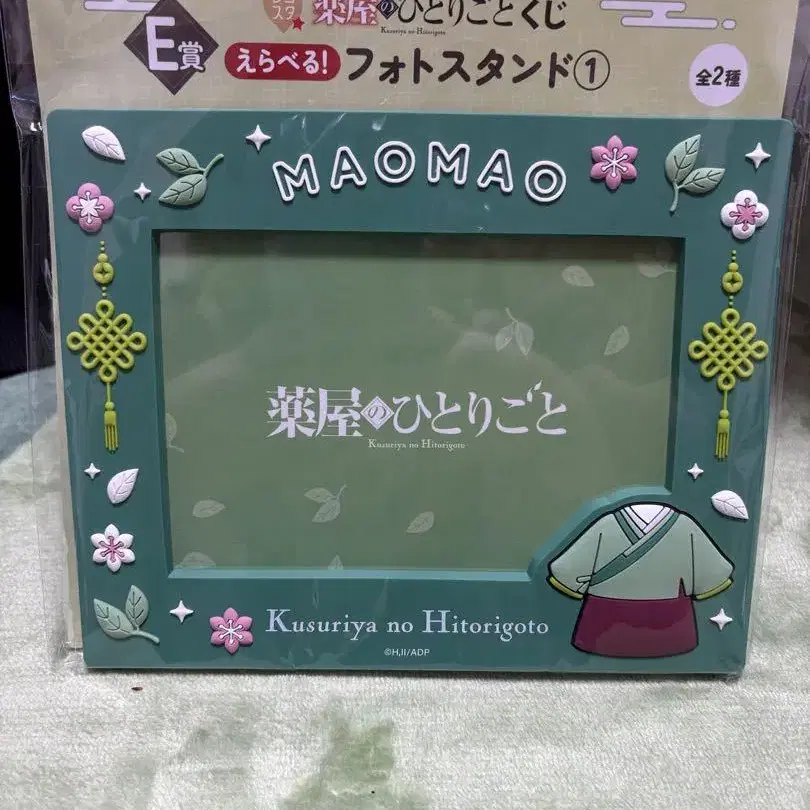 薬屋のひとりごとくじ
Kusuriya no Hitorigoto
E賞
えらべる!
フォトスタンド①
全2種
MAOMAO
薬屋のひとりごと
Kusuriya no Hitorigoto
Kusuriya no Hitorigoto
©H,II/ADP